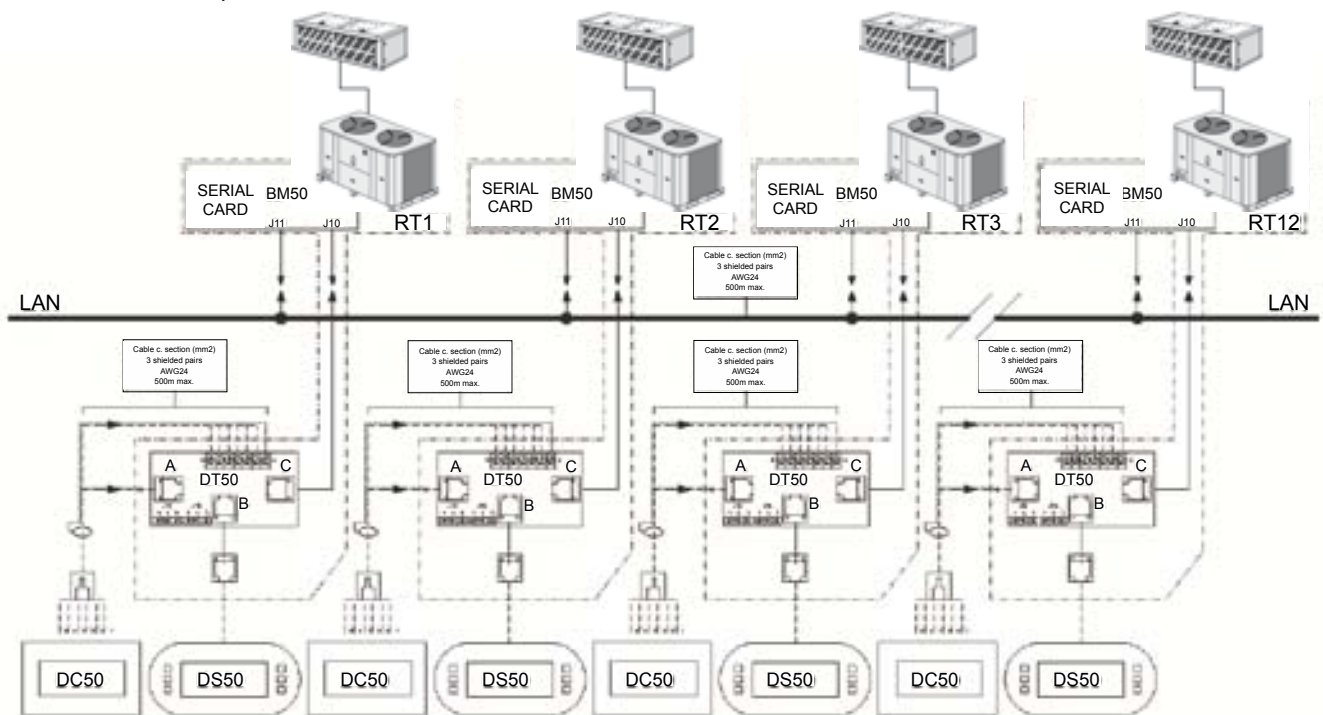 SERIAL CARD BM50
J11 J10
RT1
SERIAL CARD BM50
J11 J10
RT2
SERIAL CARD BM50
J11 J10
RT3
SERIAL CARD BM50
J11 J10
RT12
Cable c. section (mm2)
3 shielded pairs
AWG24
500m max.
LAN
LAN
Cable c. section (mm2)
3 shielded pairs
AWG24
500m max.
Cable c. section (mm2)
3 shielded pairs
AWG24
500m max.
Cable c. section (mm2)
3 shielded pairs
AWG24
500m max.
Cable c. section (mm2)
3 shielded pairs
AWG24
500m max.
A
DT50
C
B
A
DT50
C
B
A
DT50
C
B
A
DT50
C
B
DC50
DS50
DC50
DS50
DC50
DS50
DC50
DS50